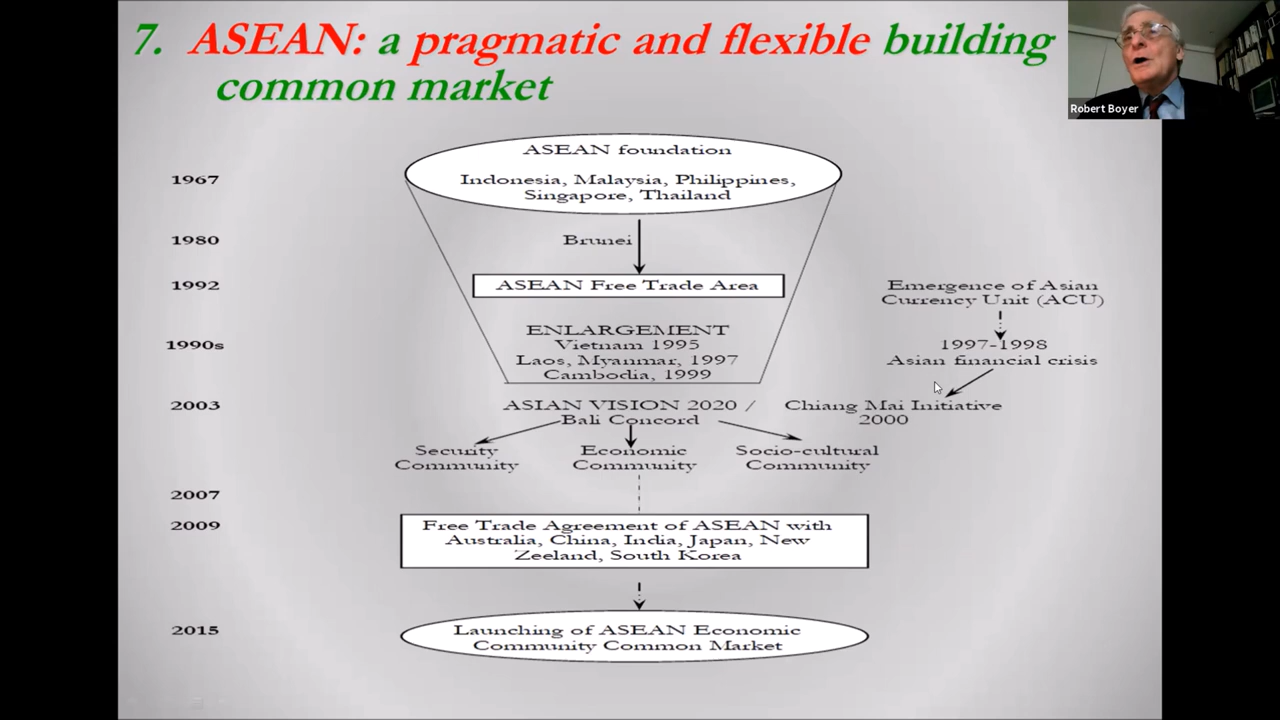 7. ASEAN: a pragmatic and flexible building
common market
Robert Boyer
ASEAN foundation
1967
Indonesia, Malaysia, Philippines,
Singapore, Thailand
1980
Brunei
1992
ASEAN Free Trade Area
Emergence of Asian
Currency Unit (ACU)
1990s
ENLARGEMENT
Vietnam 1995
Laos, Myanmar, 1997
Cambodia, 1999
1997-1998
Asian financial crisis
2003
ASIAN VISION 2020 /
Bali Concord
Chiang Mai Initiative
2000
Security
Community
Economic
Community
Socio-cultural
Community
2007
2009
Free Trade Agreement of ASEAN with
Australia, China, India, Japan, New
Zeeland, South Korea
2015
Launching of ASEAN Economic
Community Common Market